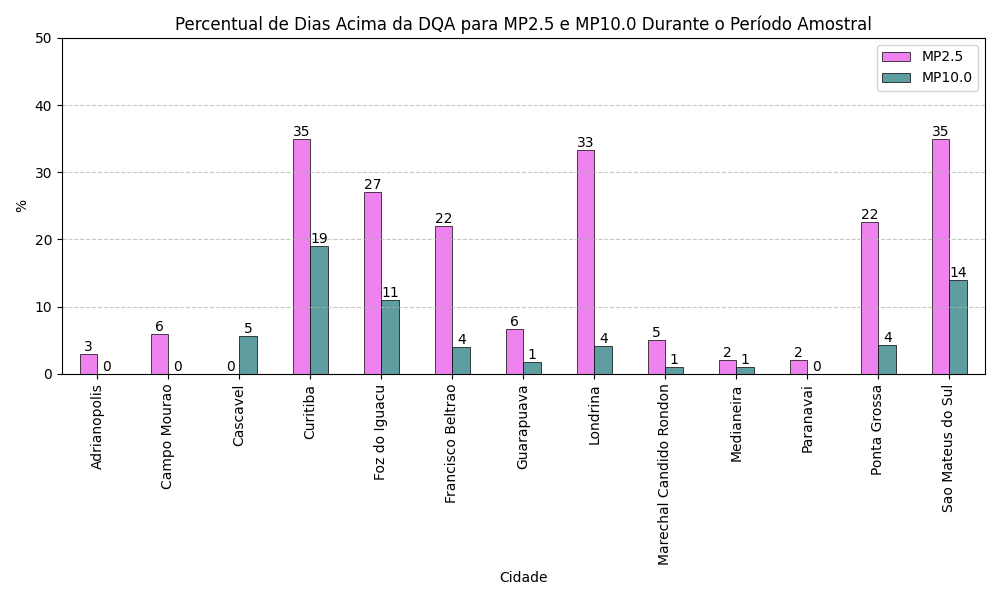 Percentual de Dias Acima da DQA para MP2.5 e MP10.0 Durante o Período Amostral
MP2.5
MP10.0
%
50
40
30
20
10
0
3 0
6 0
0 5
35 19
27 11
22 4
6 1
33 4
5 1
2 1
2 0
22 4
35 14
Adrianopolis
Campo Mourao
Cascavel
Curitiba
Foz do Iguacu
Francisco Beltrao
Guarapuava
Londrina
Marechal Candido Rondon
Medianeira
Paranavai
Ponta Grossa
Sao Mateus do Sul
Cidade